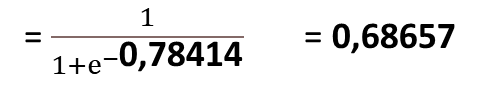 = 1 / 1+e^−0,78414 = 0,68657